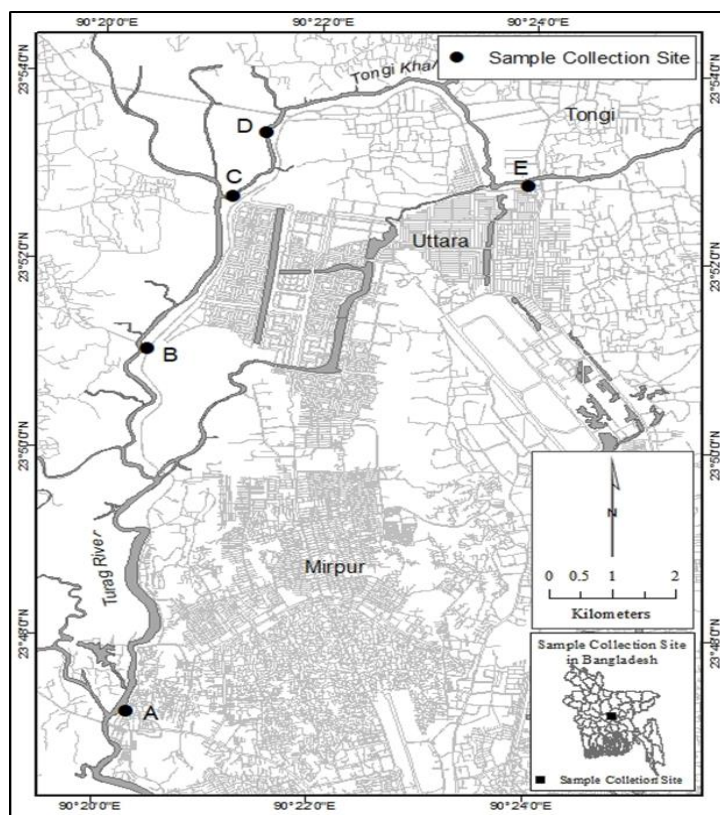 90°20'0"E
90°22'0"E
90°24'0"E
Sample Collection Site
23°54'0"N
23°54'0"N
Tongi Khal
Tongi
D
C
E
Uttara
23°52'0"N
23°52'0"N
B
23°50'0"N
23°50'0"N
N
Mirpur
Turag River
0 0.5 1 2
Kilometers
23°48'0"N
23°48'0"N
Sample Collection Site
in Bangladesh
A
Sample Colletion Site
90°20'0"E
90°22'0"E
90°24'0"E